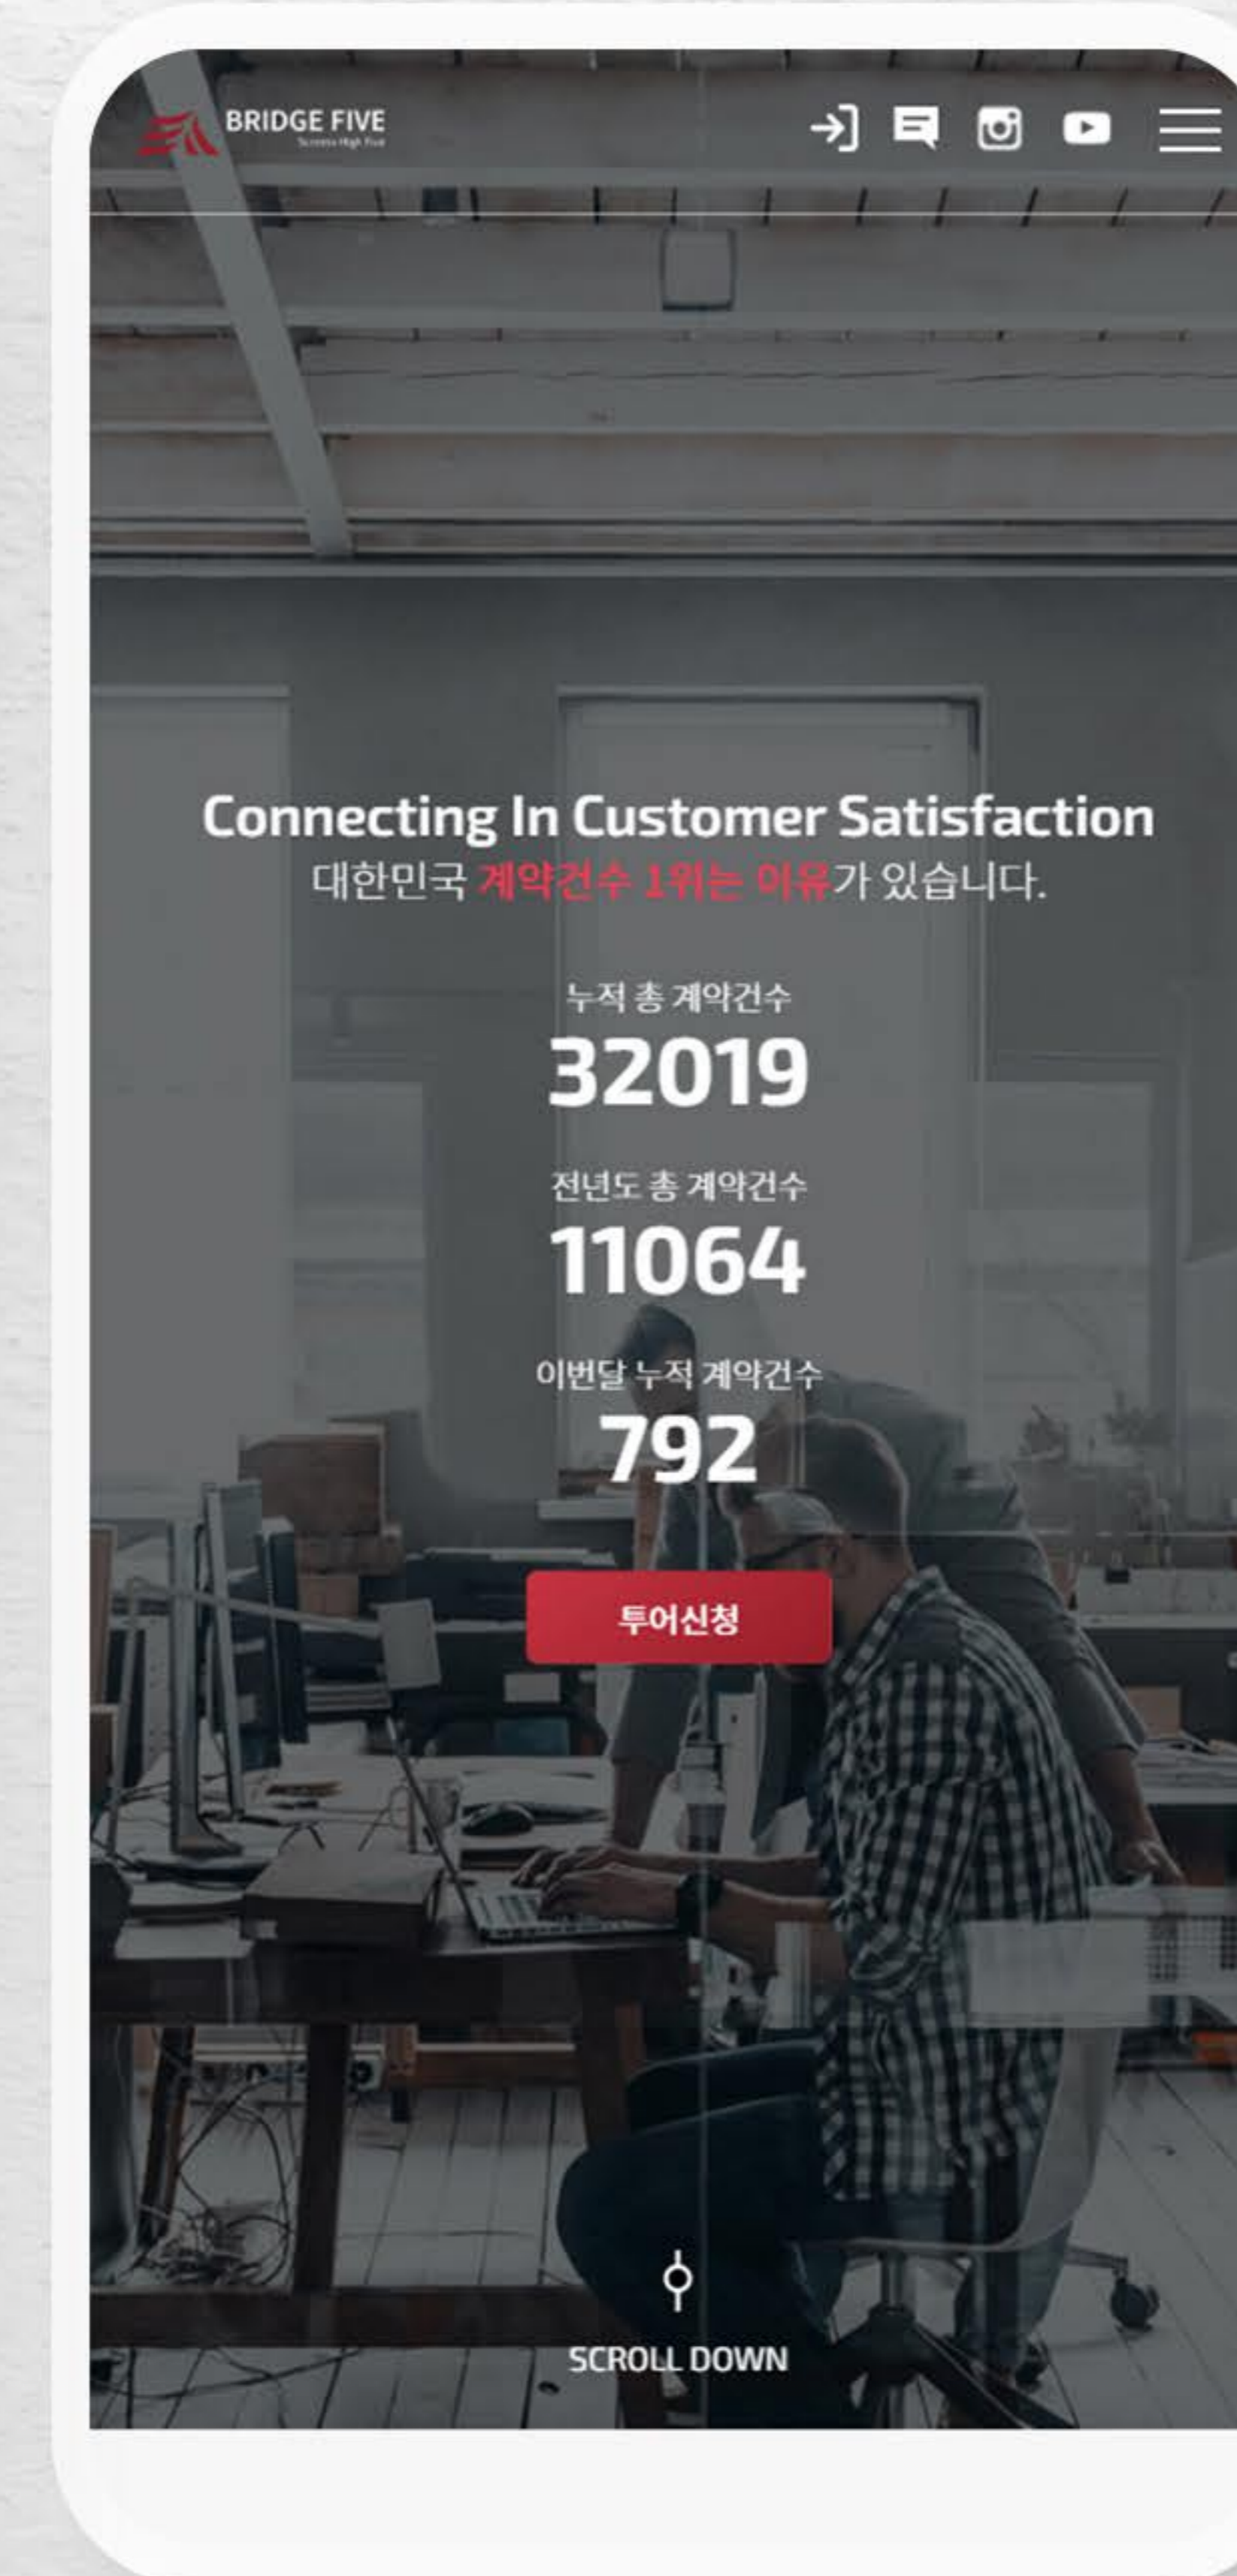 BRIDGE FIVE
Success High Five
Connecting In Customer Satisfaction
대한민국 계약건수 1위는 이유가 있습니다.
누적 총 계약건수
32019
전년도 총 계약건수
11064
이번달 누적 계약건수
792
투어신청
SCROLL DOWN